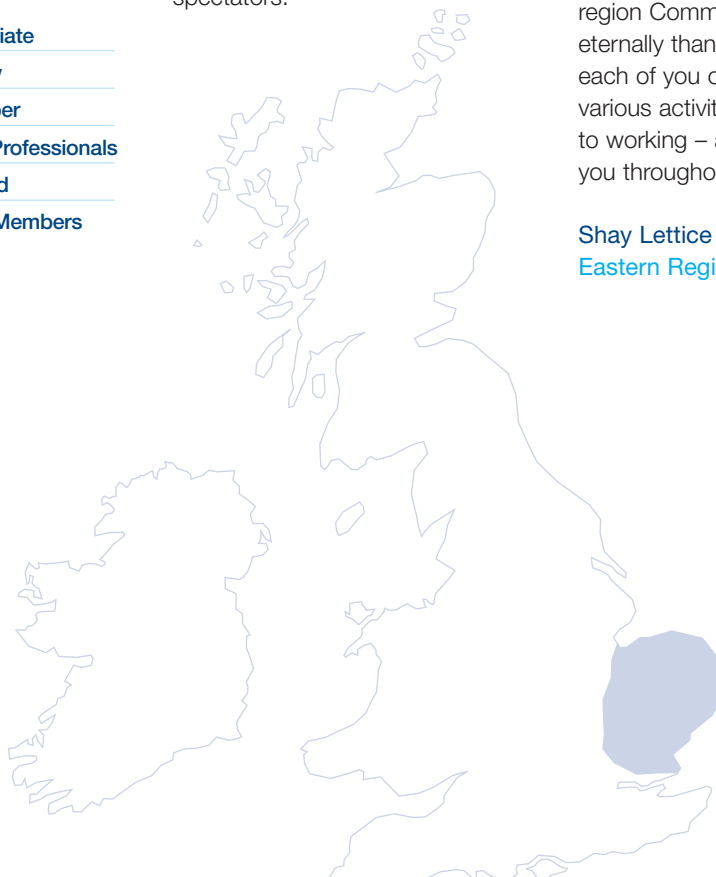 spectators.
iate
er
Professionals
d
Members
region Comm
eternally than
each of you o
various activit
to working – a
you througho
Shay Lettice
Eastern Regi